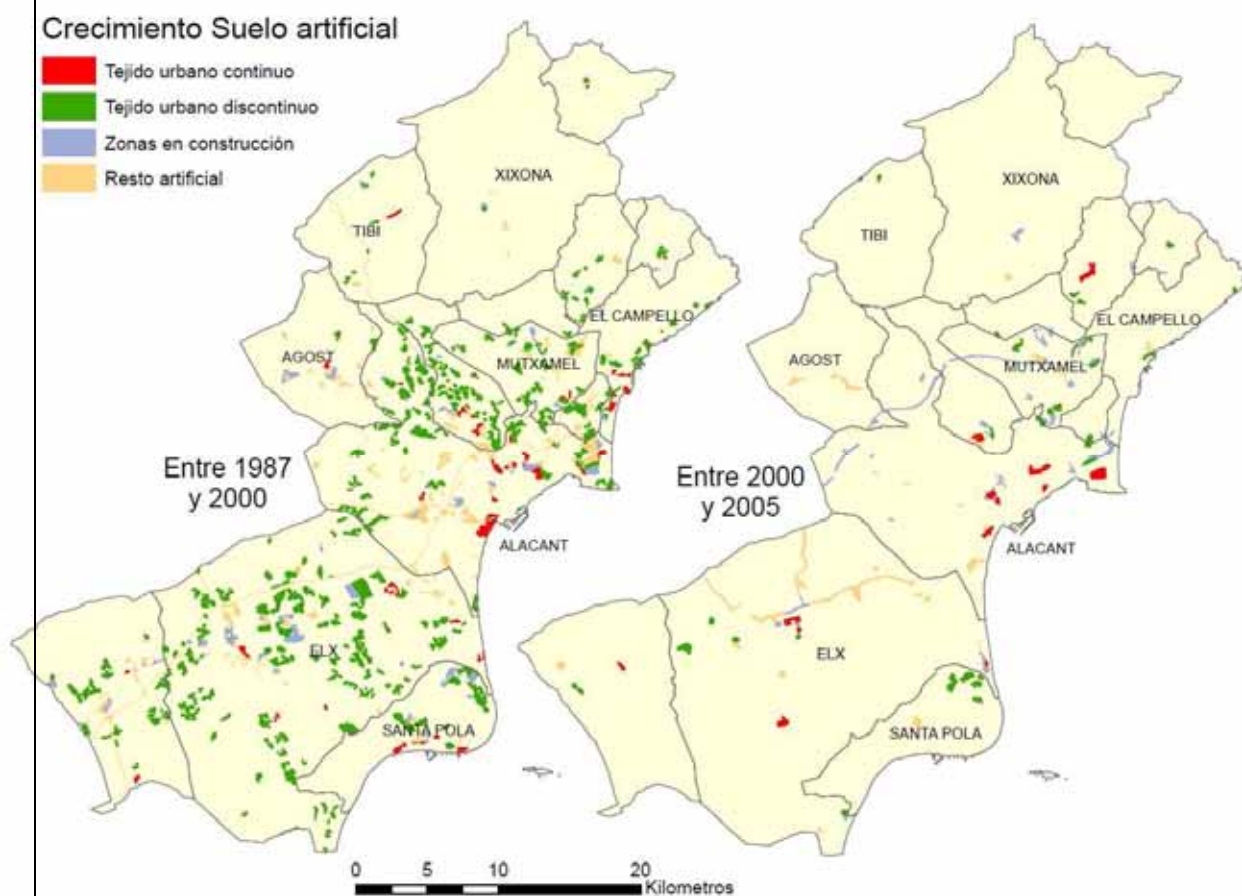 Crecimiento Suelo artificial
Tejido urbano continuo
Tejido urbano discontinuo
Zonas en construcción
Resto artificial
XIXONA
TIBI
EL CAMPELLO
AGOST
MUTXAMEL
Entre 1987
y 2000
ALACANT
ELX
SANTA POLA
XIXONA
TIBI
EL CAMPELLO
AGOST
MUTXAMEL
Entre 2000
y 2005
ALACANT
ELX
SANTA POLA
0 5 10 20
Kilometros